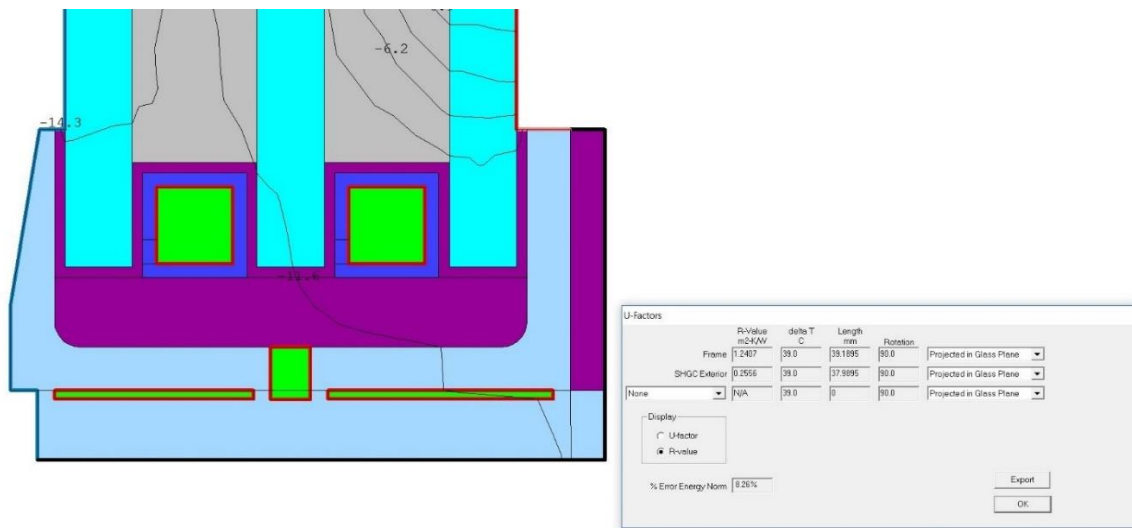 -6.2
-14.3
U-Factors
R-Value delta T Length
m2-K/W C mm Rotation
Frame 1.2407 39.0 39.1895 90.0 Projected in Glass Plane
SHGC Exterior 0.2556 39.0 37.9895 90.0 Projected in Glass Plane
None N/A 39.0 0 90.0 Projected in Glass Plane
Display
U-factor
R-value
% Error Energy Norm 8.26%
Export
OK